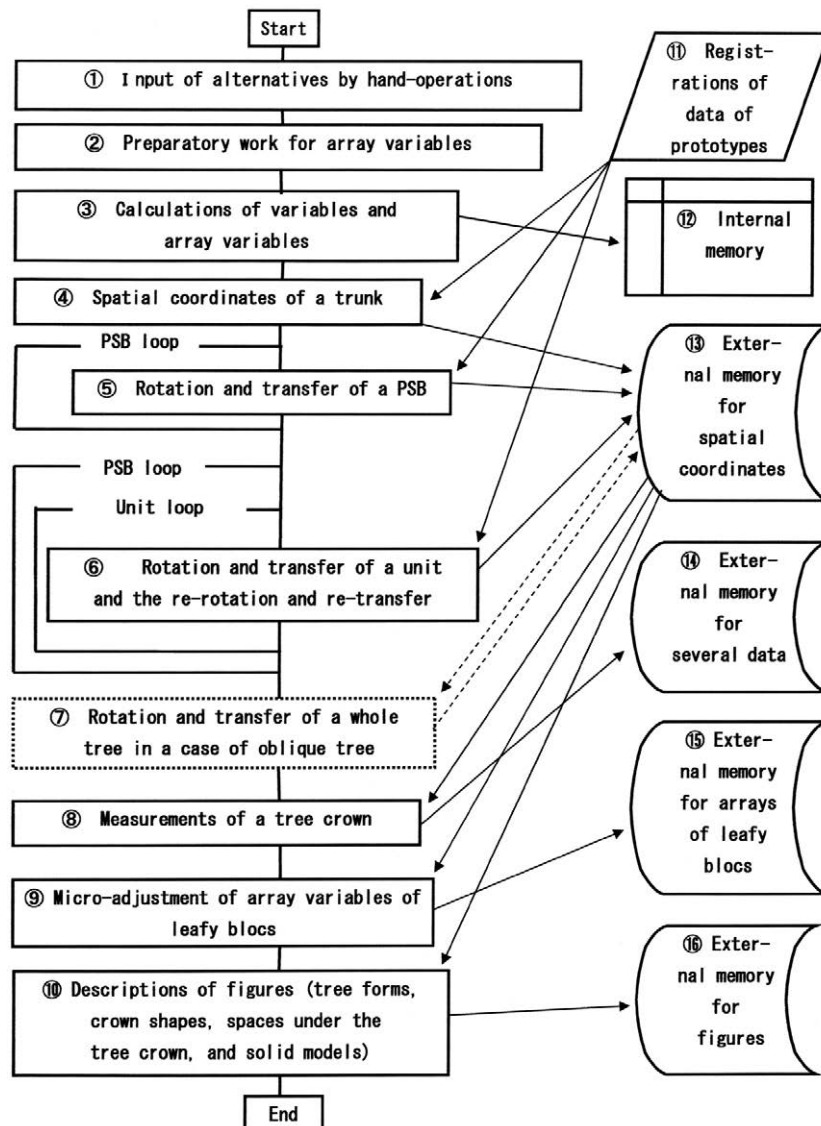 Start
① Input of alternatives by hand-operations
② Preparatory work for array variables
③ Calculations of variables and
array variables
④ Spatial coordinates of a trunk
PSB loop
⑤ Rotation and transfer of a PSB
PSB loop
Unit loop
⑥ Rotation and transfer of a unit
and the re-rotation and re-transfer
⑦ Rotation and transfer of a whole
tree in a case of oblique tree
⑧ Measurements of a tree crown
⑨ Micro-adjustment of array variables of
leafy blocs
⑩ Descriptions of figures (tree forms,
crown shapes, spaces under the
tree crown, and solid models)
End
⑪ Regist-
rations of
data of
prototypes
⑫ Internal
memory
⑬ Exter-
nal memory
for
spatial
coordinates
⑭ Exter-
nal memory
for
several data
⑮ Exter-
nal memory
for arrays
of leafy
blocs
⑯ Exter-
nal memory
for
figures